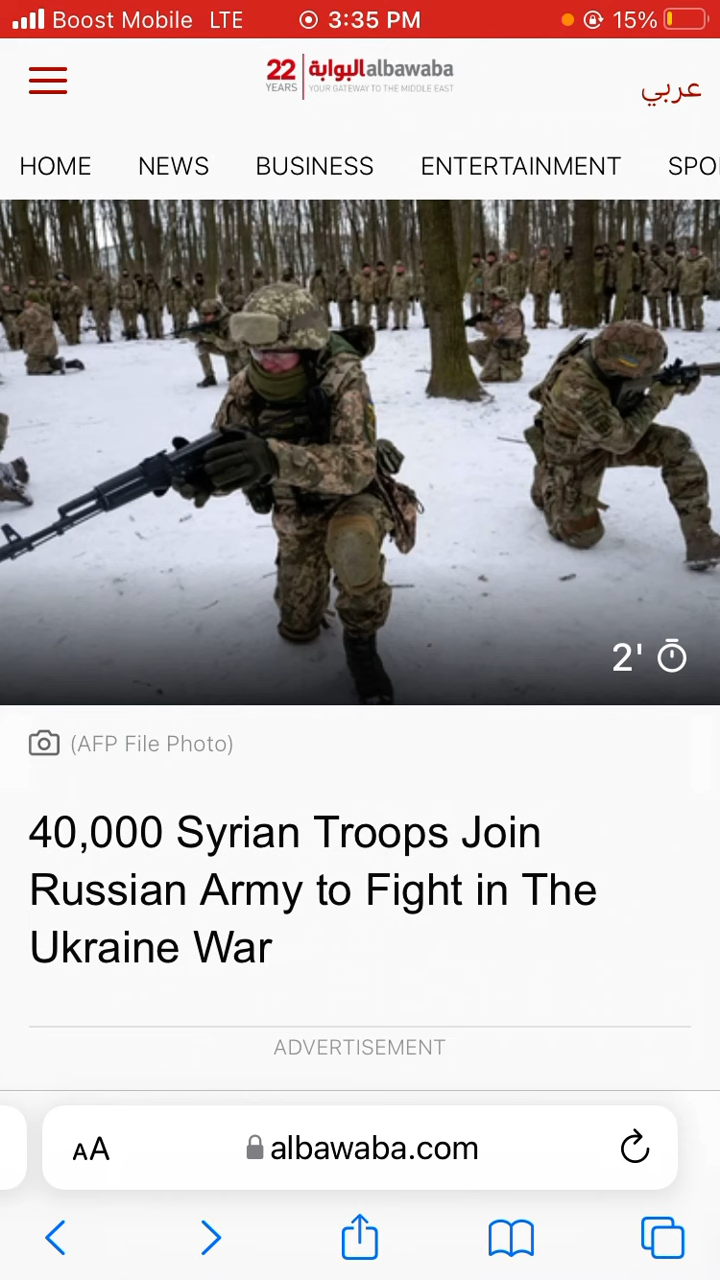 Boost Mobile LTE 3:35 PM 15%
22 YEARS البوابة albawaba
YOUR GATEWAY TO THE MIDDLE EAST
عربي
HOME NEWS BUSINESS ENTERTAINMENT SPO
2'
(AFP File Photo)
40,000 Syrian Troops Join
Russian Army to Fight in The
Ukraine War
ADVERTISEMENT
AA albawaba.com